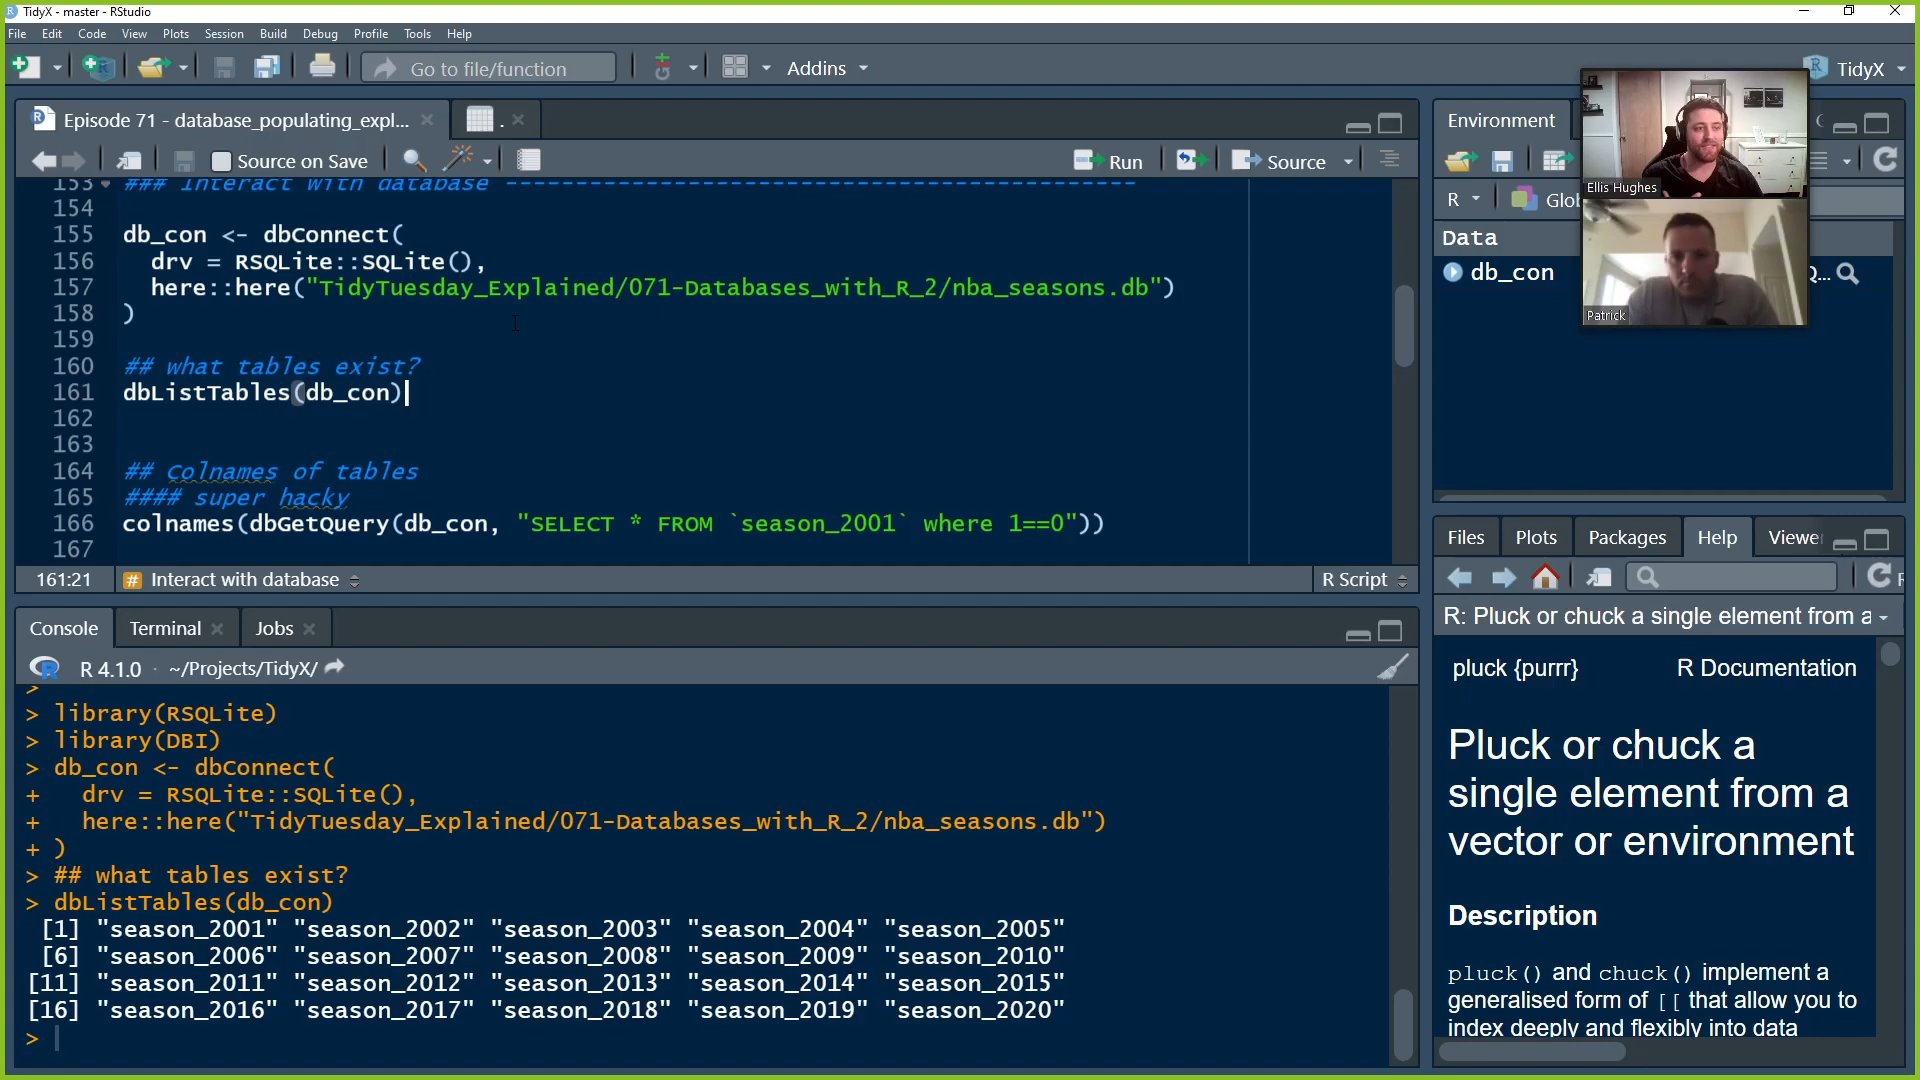 TidyX - master - RStudio
File Edit Code View Plots Session Build Debug Profile Tools Help
Go to file/function
Addins
TidyX
Episode 71 - database_populating_expl...
.
Source on Save
Run
Source
153 ### Interact with database ---------------------------------------------
154
155 db_con <- dbConnect(
156 drv = RSQLite::SQLite(),
157 here::here("TidyTuesday_Explained/071-Databases_with_R_2/nba_seasons.db")
158 )
159
160 ## what tables exist?
161 dbListTables(db_con)
162
163
164 ## Colnames of tables
165 #### super hacky
166 colnames(dbGetQuery(db_con, "SELECT * FROM `season_2001` where 1==0"))
167
161:21
# Interact with database
R Script
Console Terminal Jobs
R 4.1.0 · ~/Projects/TidyX/
>
> library(RSQLite)
> library(DBI)
> db_con <- dbConnect(
+ drv = RSQLite::SQLite(),
+ here::here("TidyTuesday_Explained/071-Databases_with_R_2/nba_seasons.db")
+ )
> ## what tables exist?
> dbListTables(db_con)
[1] "season_2001" "season_2002" "season_2003" "season_2004" "season_2005"
[6] "season_2006" "season_2007" "season_2008" "season_2009" "season_2010"
[11] "season_2011" "season_2012" "season_2013" "season_2014" "season_2015"
[16] "season_2016" "season_2017" "season_2018" "season_2019" "season_2020"
>
Environment
R
Data
db_con
Ellis Hughes
Patrick
Files Plots Packages Help Viewer
R: Pluck or chuck a single element from a
pluck {purrr} R Documentation
Pluck or chuck a
single element from a
vector or environment
Description
pluck() and chuck() implement a
generalised form of [[ that allow you to
index deeply and flexibly into data